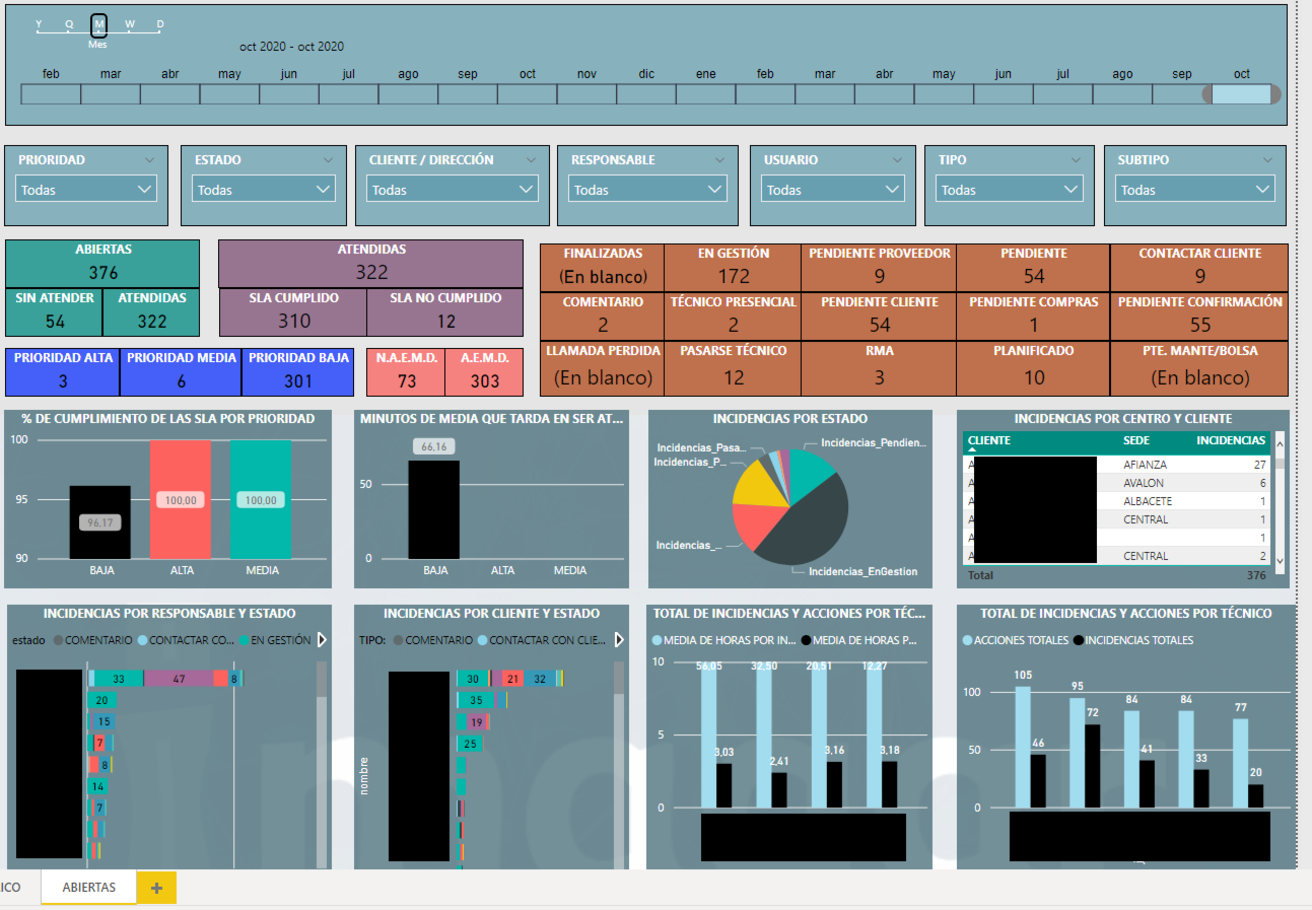 Y Q M W D
Mes
oct 2020 - oct 2020
feb mar abr may jun jul ago sep oct nov dic ene feb mar abr may jun jul ago sep oct
PRIORIDAD ESTADO CLIENTE / DIRECCIÓN RESPONSABLE USUARIO TIPO SUBTIPO
Todas Todas Todas Todas Todas Todas Todas
ABIERTAS
376
SIN ATENDER ATENDIDAS
54 322
ATENDIDAS
322
SLA CUMPLIDO SLA NO CUMPLIDO
310 12
PRIORIDAD ALTA PRIORIDAD MEDIA PRIORIDAD BAJA
3 6 301
N.A.E.M.D. A.E.M.D.
73 303
FINALIZADAS EN GESTIÓN PENDIENTE PROVEEDOR PENDIENTE CONTACTAR CLIENTE
(En blanco) 172 9 54 9
COMENTARIO TÉCNICO PRESENCIAL PENDIENTE CLIENTE PENDIENTE COMPRAS PENDIENTE CONFIRMACIÓN
2 2 54 1 55
LLAMADA PERDIDA PASARSE TÉCNICO RMA PLANIFICADO PTE. MANTE/BOLSA
(En blanco) 12 3 10 (En blanco)
% DE CUMPLIMIENTO DE LAS SLA POR PRIORIDAD
100
95
90
96,17 100,00 100,00
BAJA ALTA MEDIA
MINUTOS DE MEDIA QUE TARDA EN SER AT...
66,16
50
0
BAJA ALTA MEDIA
INCIDENCIAS POR ESTADO
Incidencias_Pasa...
Incidencias_P...
Incidencias_Pendien...
Incidencias_...
Incidencias_EnGestion
INCIDENCIAS POR CENTRO Y CLIENTE
CLIENTE SEDE INCIDENCIAS
A AFIANZA 27
A AVALON 6
A ALBACETE 1
A CENTRAL 1
A 1
A CENTRAL 2
Total 376
INCIDENCIAS POR RESPONSABLE Y ESTADO
estado COMENTARIO CONTACTAR CO... EN GESTIÓN
33 47 8
20
15
7
8
14
7
INCIDENCIAS POR CLIENTE Y ESTADO
TIPO: COMENTARIO CONTACTAR CON CLIE...
30 21 32
35
19
25
nombre
TOTAL DE INCIDENCIAS Y ACCIONES POR TÉC...
MEDIA DE HORAS POR IN... MEDIA DE HORAS P...
10
5
0
56,05 32,50 20,51 12,27
3,03 2,41 3,16 3,18
TOTAL DE INCIDENCIAS Y ACCIONES POR TÉCNICO
ACCIONES TOTALES INCIDENCIAS TOTALES
100
50
0
105 95 84 84 77
46 72 41 33 20
ICO ABIERTAS +